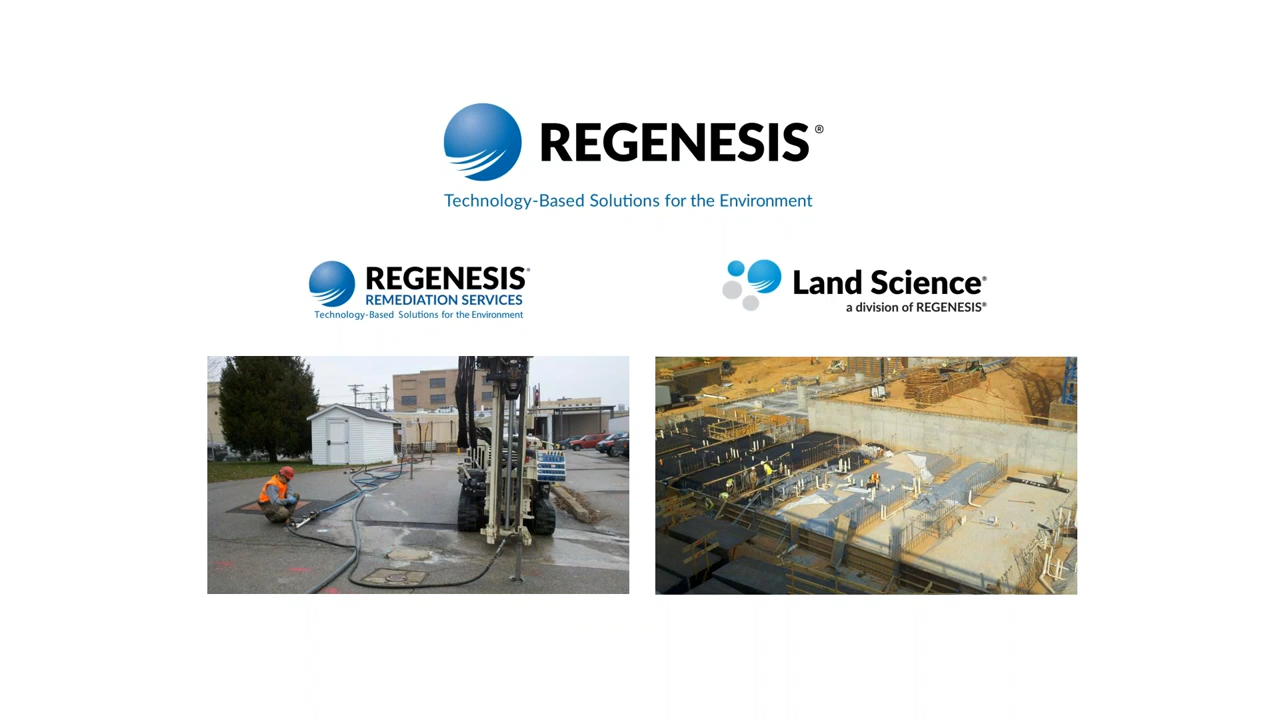 REGENESIS®
Technology-Based Solutions for the Environment
REGENESIS®
REMEDIATION SERVICES
Technology-Based Solutions for the Environment
Land Science®
a division of REGENESIS®